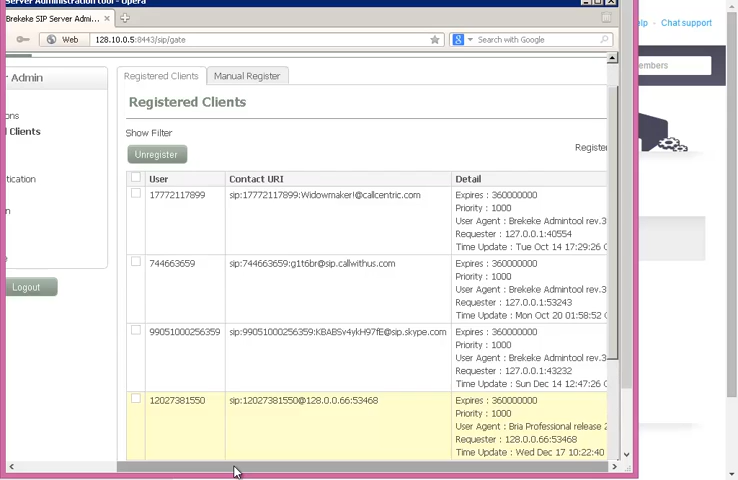 Server Administration tool - Opera
Brekeke SIP Server Admi...
Web
128.10.0.5:8443/sip/gate
Search with Google
Chat support
embers
r Admin
Registered Clients
Manual Register
Registered Clients
ons
d Clients
Show Filter
Register
Unregister
tication
n
Logout
User
Contact URI
Detail
17772117899
sip:17772117899:Widowmaker!@callcentric.com
Expires : 360000000
Priority : 1000
User Agent : Brekeke Admintool rev.3
Requester : 127.0.0.1:40554
Time Update : Tue Oct 14 17:29:26
744663659
sip:744663659:g1t6br@sip.callwithus.com
Expires : 360000000
Priority : 1000
User Agent : Brekeke Admintool rev.3
Requester : 127.0.0.1:53243
Time Update : Mon Oct 20 01:58:52
99051000256359
sip:99051000256359:KBABSv4ykH97fE@sip.skype.com
Expires : 360000000
Priority : 1000
User Agent : Brekeke Admintool rev.3
Requester : 127.0.0.1:43232
Time Update : Sun Dec 14 12:47:26
12027381550
sip:12027381550@128.0.0.66:53468
Expires : 360000000
Priority : 1000
User Agent : Bria Professional release 2
Requester : 128.0.0.66:53468
Time Update : Wed Dec 17 10:22:40